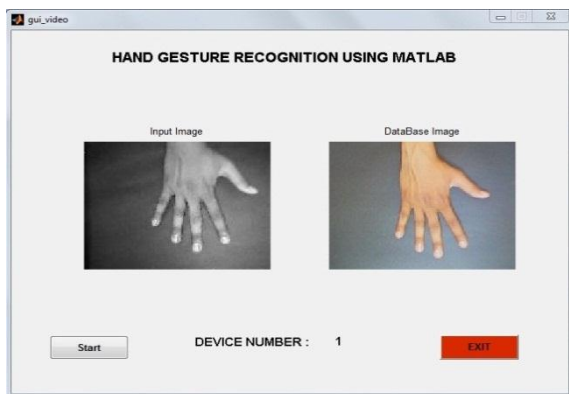 gui_video
HAND GESTURE RECOGNITION USING MATLAB
Input Image
DataBase Image
Start
DEVICE NUMBER : 1
EXIT